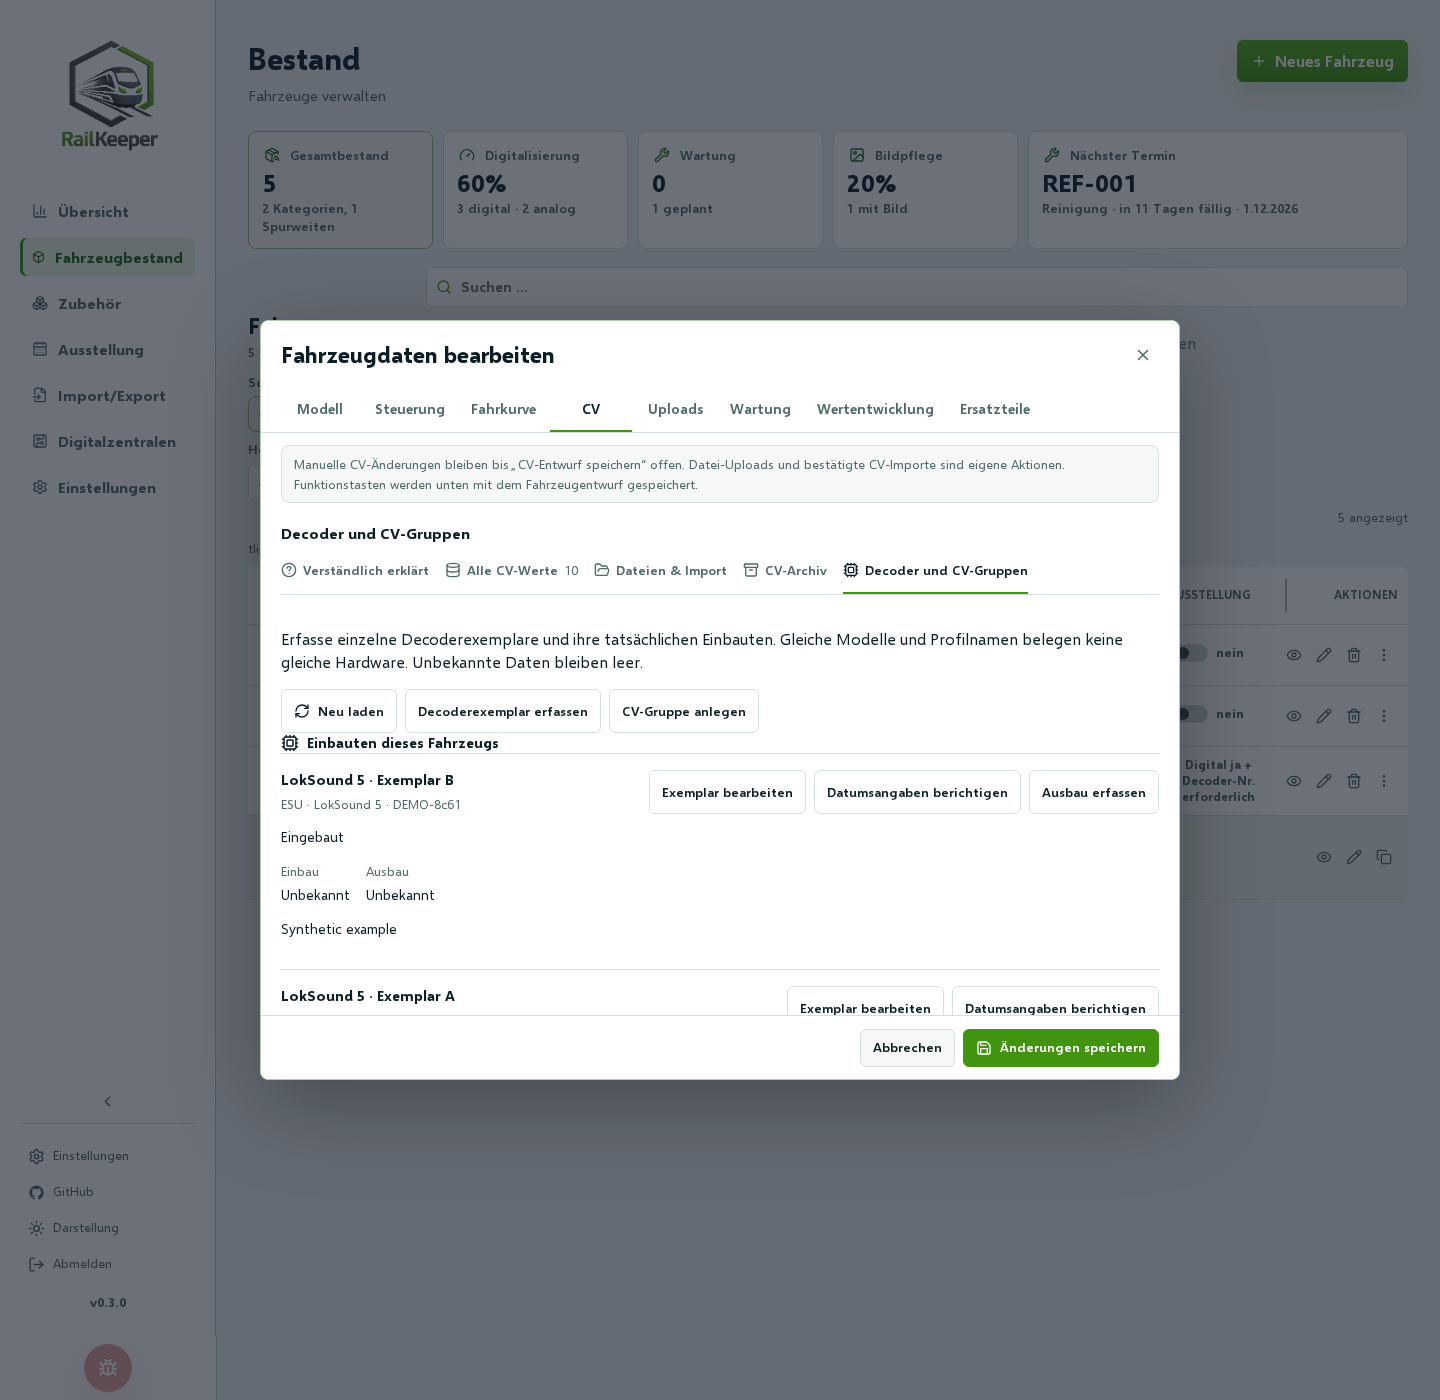 RailKeeper
Übersicht
Fahrzeugbestand
Zubehör
Ausstellung
Import/Export
Digitalzentralen
Einstellungen
Einstellungen
GitHub
Darstellung
Abmelden
v0.3.0
Bestand
Fahrzeuge verwalten
Neues Fahrzeug
Gesamtbestand
5
2 Kategorien, 1
Spurweiten
Digitalisierung
60%
3 digital · 2 analog
Wartung
0
1 geplant
Bildpflege
20%
1 mit Bild
Nächster Termin
REF-001
Reinigung · in 11 Tagen fällig · 1.12.2026
Suchen ...
5
5 angezeigt
AKTIONEN
nein
nein
Digital ja +
Decoder-Nr.
erforderlich
Fahrzeugdaten bearbeiten
Modell
Steuerung
Fahrkurve
CV
Uploads
Wartung
Wertentwicklung
Ersatzteile
Manuelle CV-Änderungen bleiben bis „CV-Entwurf speichern“ offen. Datei-Uploads und bestätigte CV-Importe sind eigene Aktionen.
Funktionstasten werden unten mit dem Fahrzeugentwurf gespeichert.
Decoder und CV-Gruppen
Verständlich erklärt
Alle CV-Werte 10
Dateien & Import
CV-Archiv
Decoder und CV-Gruppen
Erfasse einzelne Decoderexemplare und ihre tatsächlichen Einbauten. Gleiche Modelle und Profilnamen belegen keine
gleiche Hardware. Unbekannte Daten bleiben leer.
Neu laden
Decoderexemplar erfassen
CV-Gruppe anlegen
Einbauten dieses Fahrzeugs
LokSound 5 · Exemplar B
ESU · LokSound 5 · DEMO-8c61
Exemplar bearbeiten
Datumsangaben berichtigen
Ausbau erfassen
Eingebaut
Einbau Ausbau
Unbekannt Unbekannt
Synthetic example
LokSound 5 · Exemplar A
Exemplar bearbeiten
Datumsangaben berichtigen
Abbrechen
Änderungen speichern